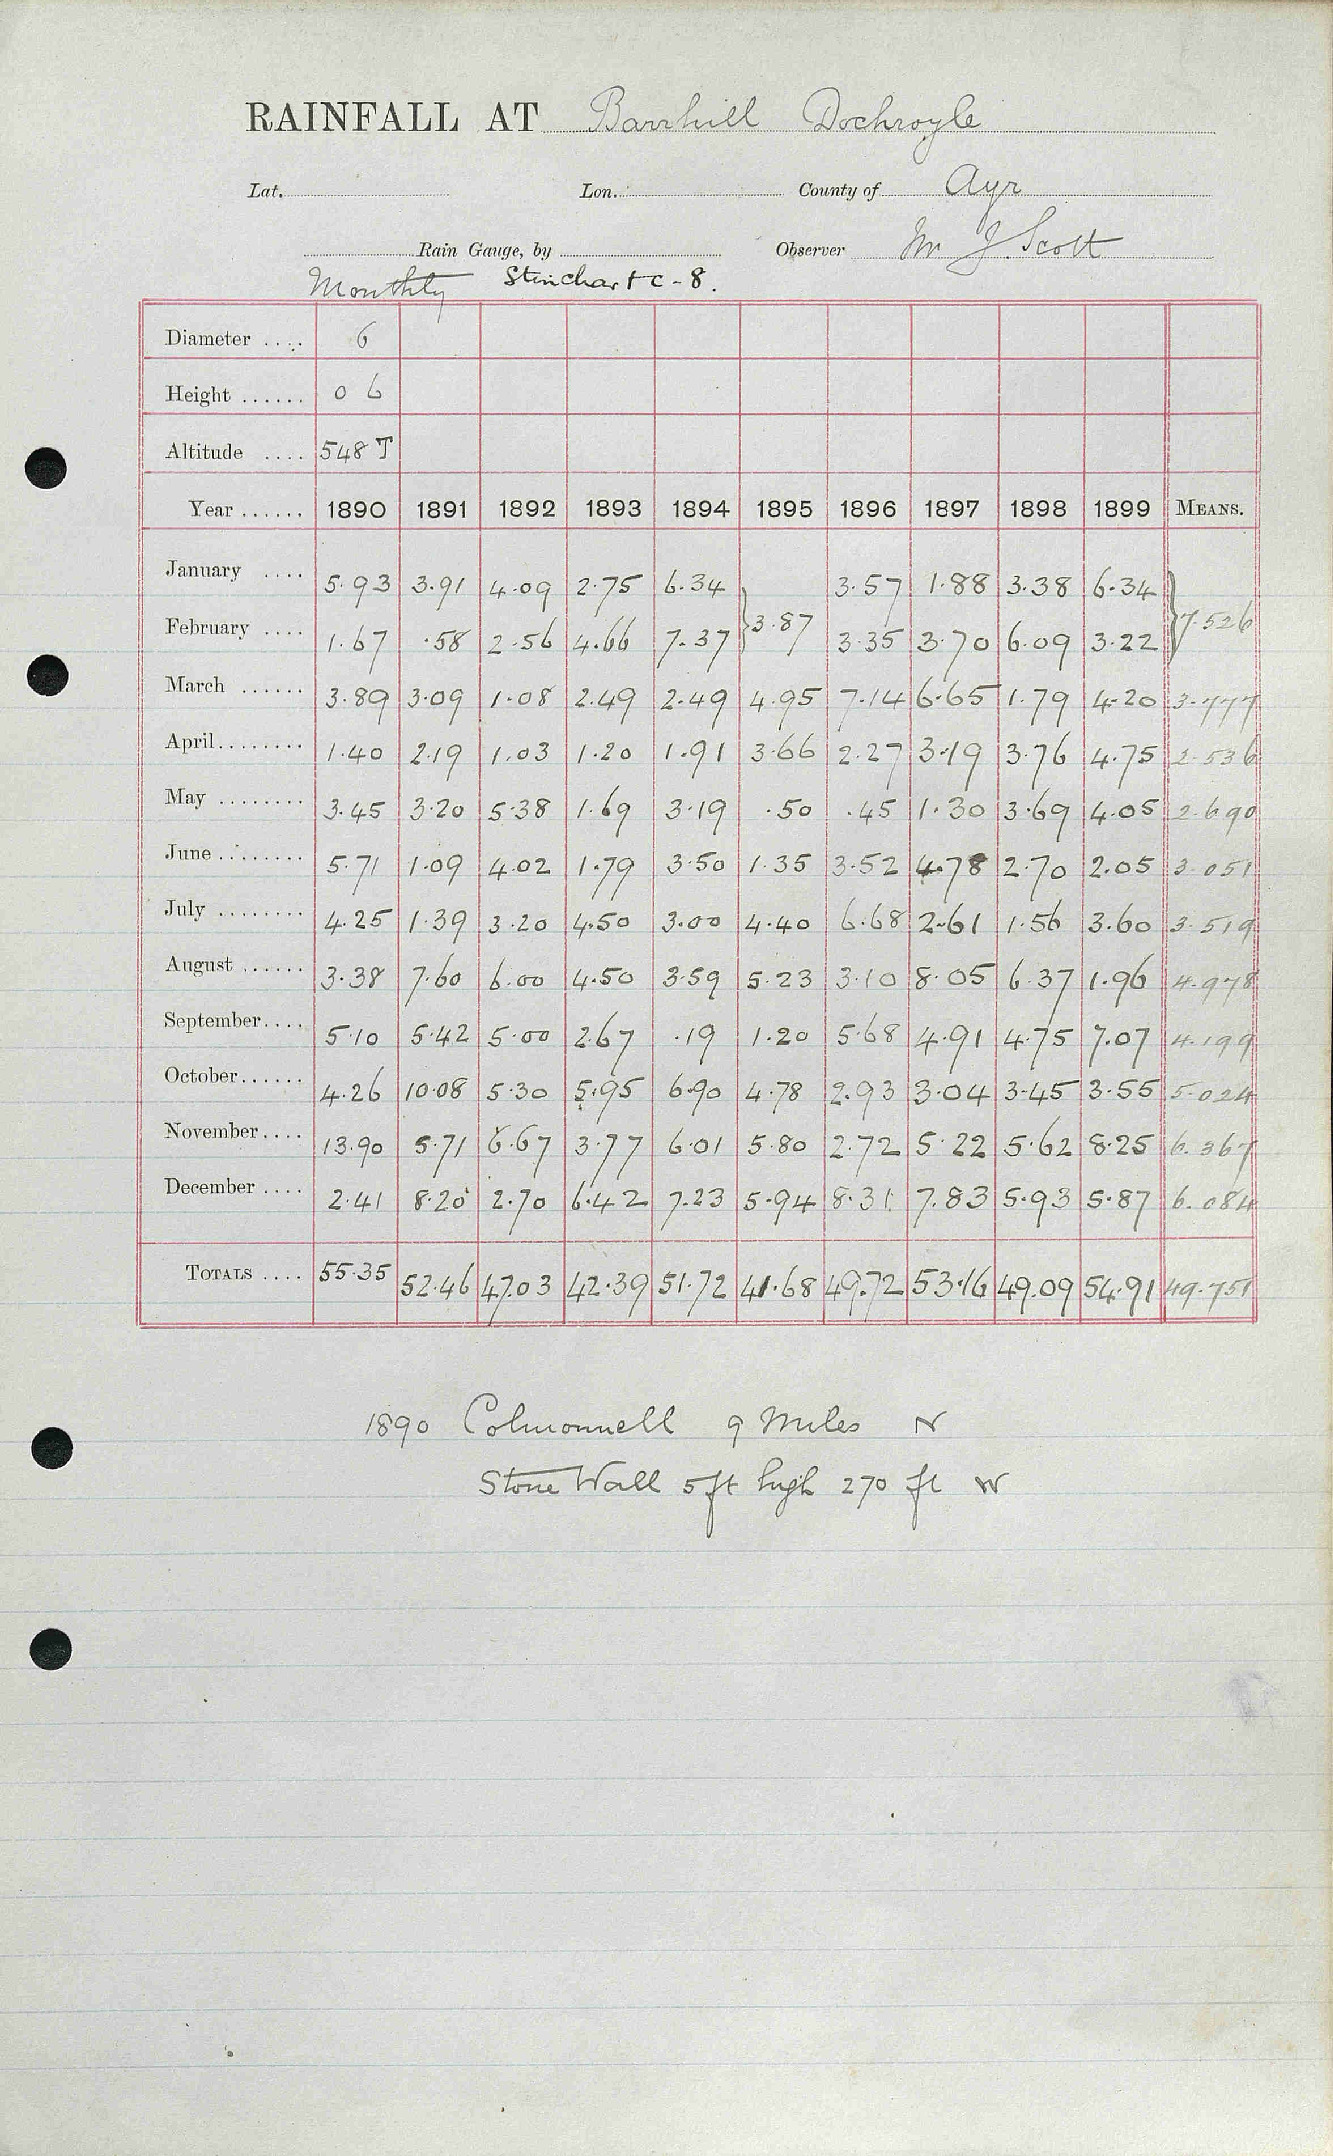 RAINFALL AT Barrhill Dochroyle
Lat. Lon. County of Ayr
Rain Gauge, by Observer Mr J. Scott
Monthly Stinchar + c - 8.
Diameter .... 6
Height ...... 0 6
Altitude .... 548 T
Year ...... 1890 1891 1892 1893 1894 1895 1896 1897 1898 1899 MEANS.
January .... 5.93 3.91 4.09 2.75 6.34 3.57 1.88 3.38 6.34
February .... 1.67 .58 2.56 4.66 7.37 } 3.87 3.35 3.70 6.09 3.22 } 7.526
March ...... 3.89 3.09 1.08 2.49 2.49 4.95 7.14 6.65 1.79 4.20 3.777
April........ 1.40 2.19 1.03 1.20 1.91 3.66 2.27 3.19 3.76 4.75 2.536
May ........ 3.45 3.20 5.38 1.69 3.19 .50 .45 1.30 3.69 4.05 2.690
June ........ 5.71 1.09 4.02 1.79 3.50 1.35 3.52 4.78 2.70 2.05 3.051
July ........ 4.25 1.39 3.20 4.50 3.00 4.40 6.68 2.61 1.56 3.60 3.519
August ...... 3.38 7.60 6.00 4.50 3.59 5.23 3.10 8.05 6.37 1.96 4.978
September.... 5.10 5.42 5.00 2.67 .19 1.20 5.68 4.91 4.75 7.07 4.199
October...... 4.26 10.08 5.30 5.95 6.90 4.78 2.93 3.04 3.45 3.55 5.024
November.... 13.90 5.71 6.67 3.77 6.01 5.80 2.72 5.22 5.62 8.25 6.367
December .... 2.41 8.20 2.70 6.42 7.23 5.94 8.31 7.83 5.93 5.87 6.084
TOTALS .... 55.35 52.46 47.03 42.39 51.72 41.68 49.72 53.16 49.09 54.91 49.751
1890 Colmonnell 9 Miles N
Stone Wall 5 ft high 270 ft W